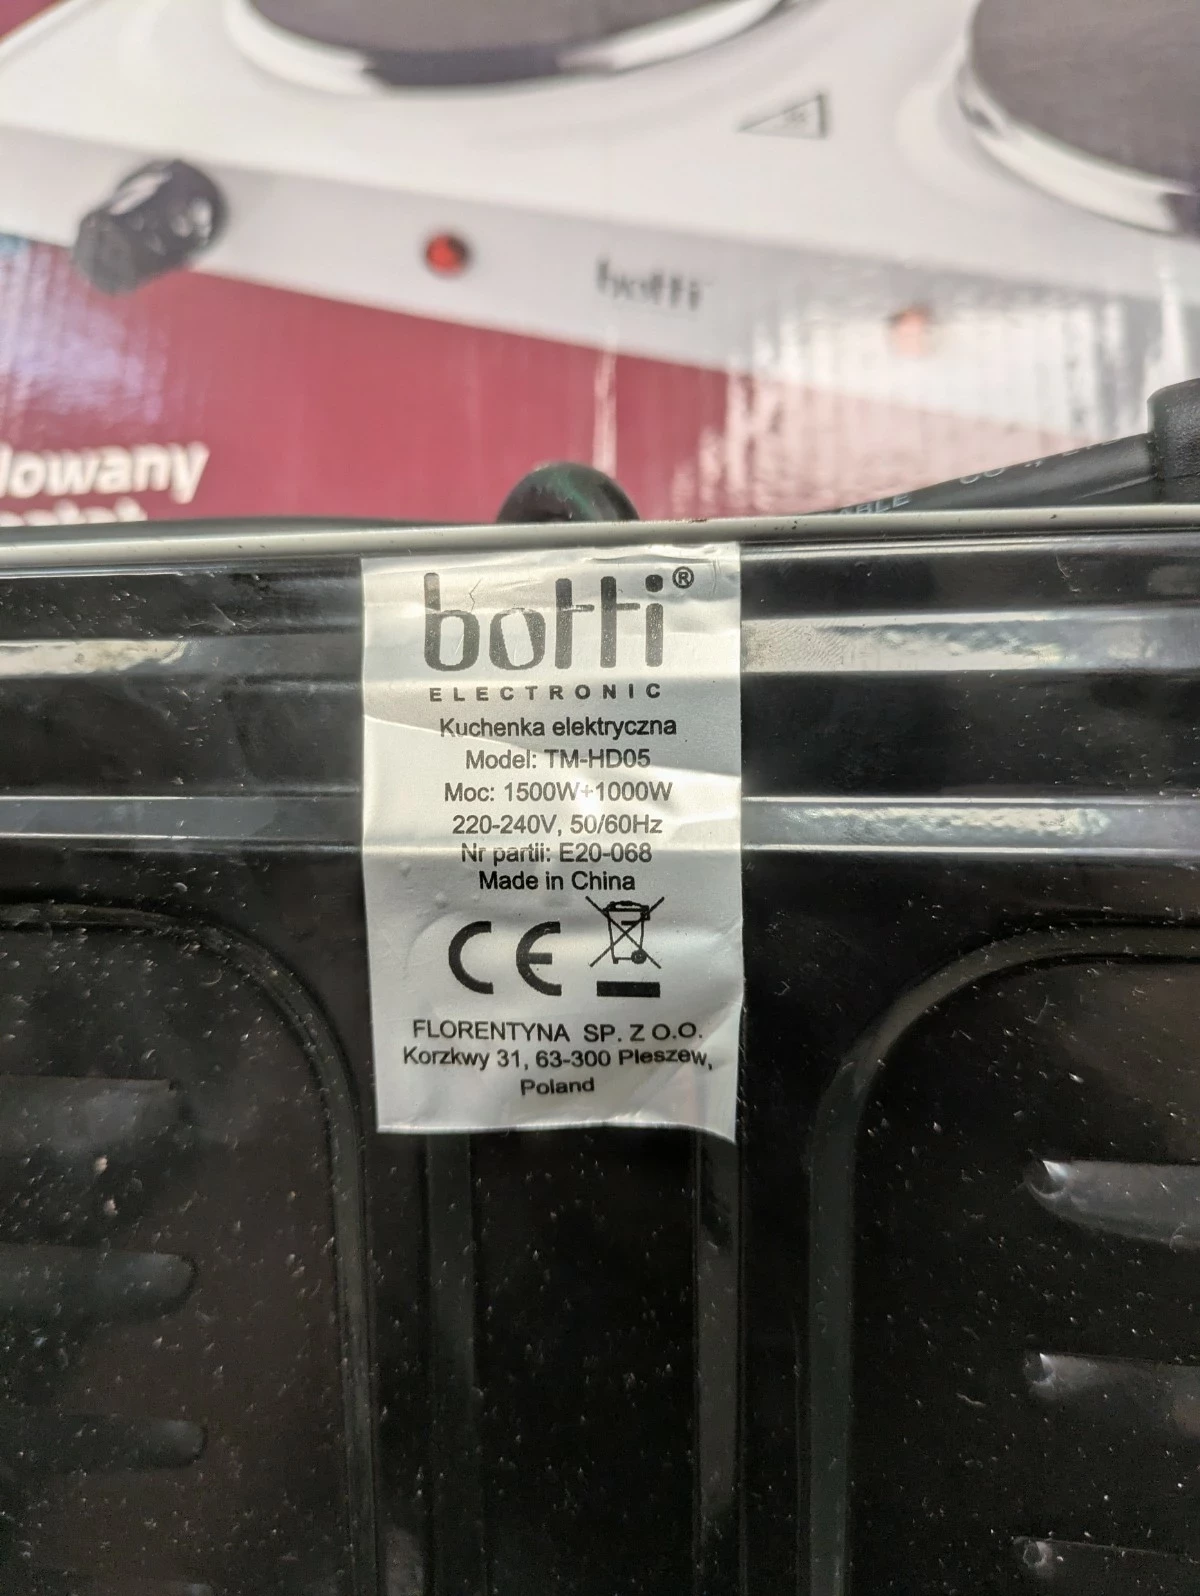 botti
lowany
CABLE
botti®
ELECTRONIC
Kuchenka elektryczna
Model: TM-HD05
Moc: 1500W+1000W
220-240V, 50/60Hz
Nr partii: E20-068
Made in China
CE
FLORENTYNA SP. Z O.O.
Korzkwy 31, 63-300 Pleszew,
Poland